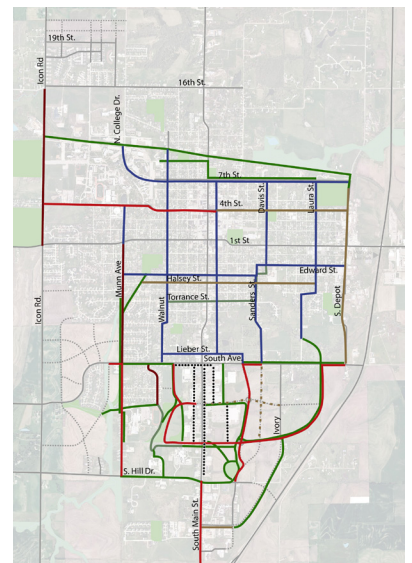 19th St.
Icon Rd
16th St.
N. College Dr.
7th St.
Davis St.
Laura St.
4th St.
1st St
Edward St.
Munn Ave
Halsey St.
Torrance St.
Sanders St.
S. Depot
Icon Rd.
Walnut
Lieber St.
South Ave.
Ivory
S. Hill Dr.
South Main St.